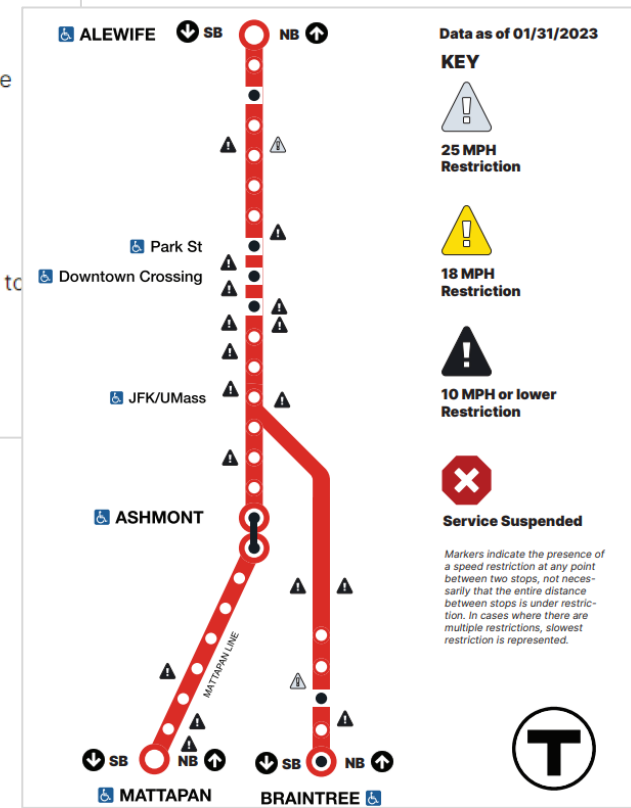 e
to
ALEWIFE
SB
NB
Park St
Downtown Crossing
JFK/UMass
ASHMONT
MATTAPAN LINE
SB
NB
MATTAPAN
SB
NB
BRAINTREE
Data as of 01/31/2023
KEY
25 MPH
Restriction
18 MPH
Restriction
10 MPH or lower
Restriction
Service Suspended
Markers indicate the presence of
a speed restriction at any point
between two stops, not neces-
sarily that the entire distance
between stops is under restric-
tion. In cases where there are
multiple restrictions, slowest
restriction is represented.
T